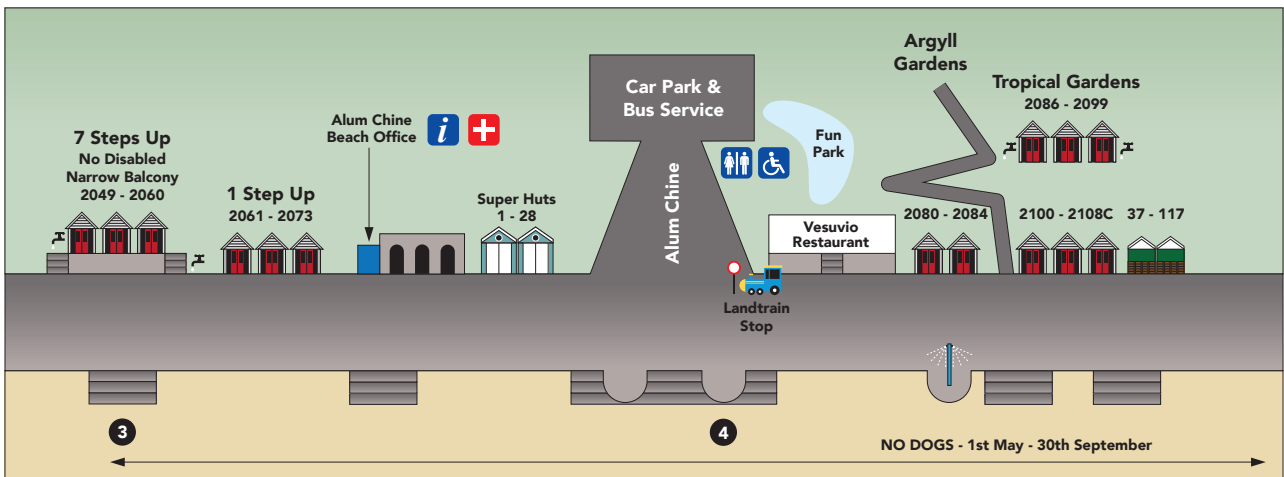 7 Steps Up
No Disabled
Narrow Balcony
2049 - 2060
1 Step Up
2061 - 2073
Alum Chine
Beach Office
i
Super Huts
1 - 28
Car Park &
Bus Service
Alum Chine
Fun
Park
Argyll
Gardens
Tropical Gardens
2086 - 2099
Vesuvio
Restaurant
2080 - 2084
2100 - 2108C
37 - 117
Landtrain
Stop
3
4
NO DOGS - 1st May - 30th September